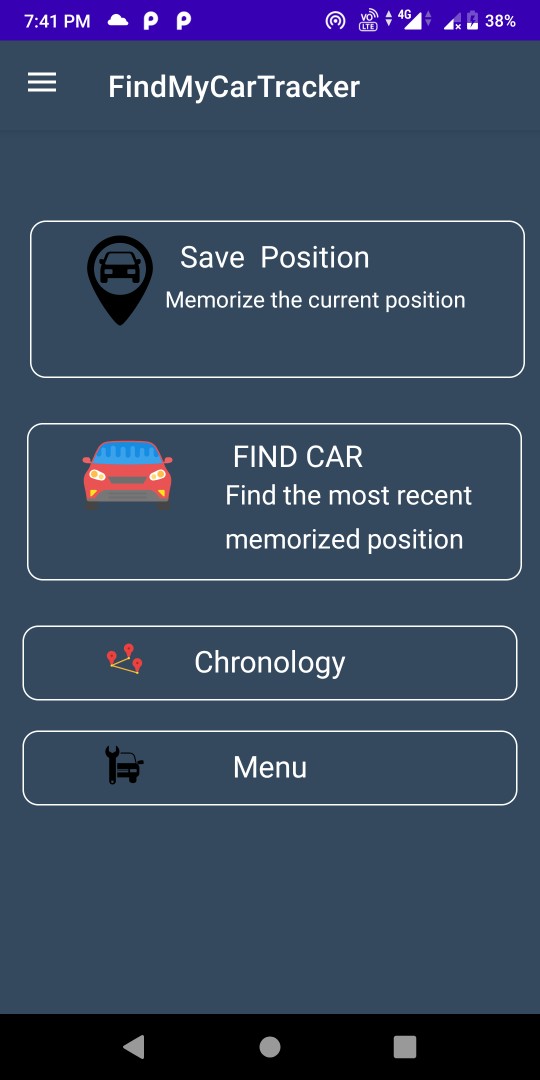 7:41 PM
VO LTE
4G
38%
FindMyCarTracker
Save Position
Memorize the current position
FIND CAR
Find the most recent
memorized position
Chronology
Menu